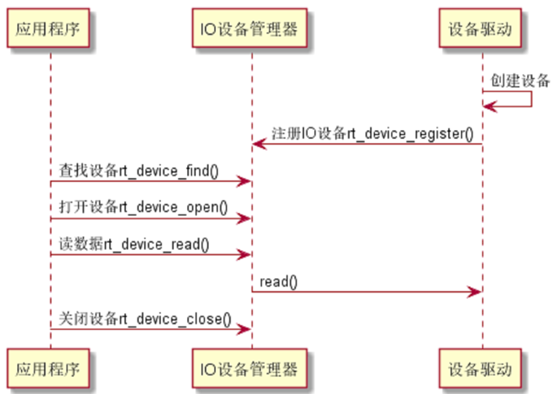 应用程序
IO设备管理器
设备驱动
创建设备
注册IO设备rt_device_register()
查找设备rt_device_find()
打开设备rt_device_open()
读数据rt_device_read()
read()
关闭设备rt_device_close()
应用程序
IO设备管理器
设备驱动